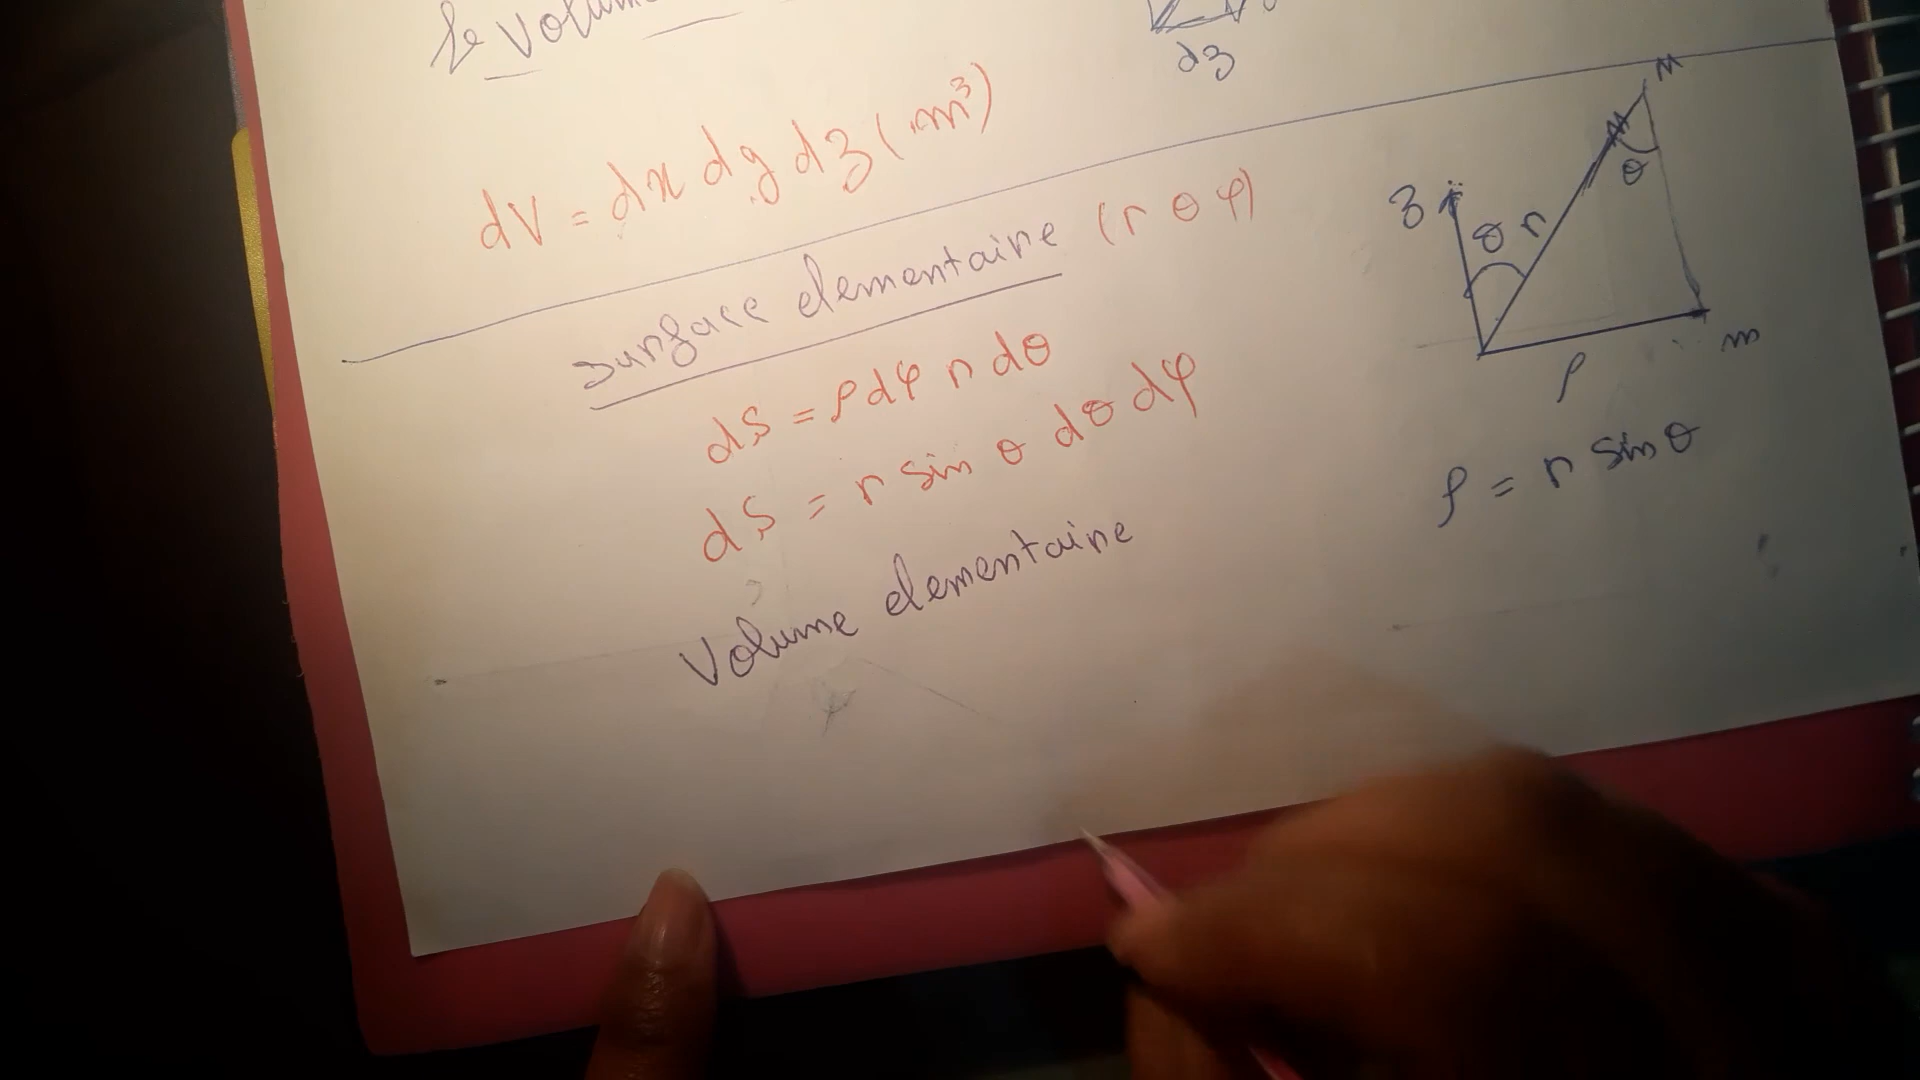 le volume
dz
dV = dx dy dz (m³)
surface elementaire (r θ φ)
dS = ρ dφ r dθ
dS = r sin θ dθ dφ
Volume elementaire
M
θ
z θ r
m
ρ
ρ = r sin θ